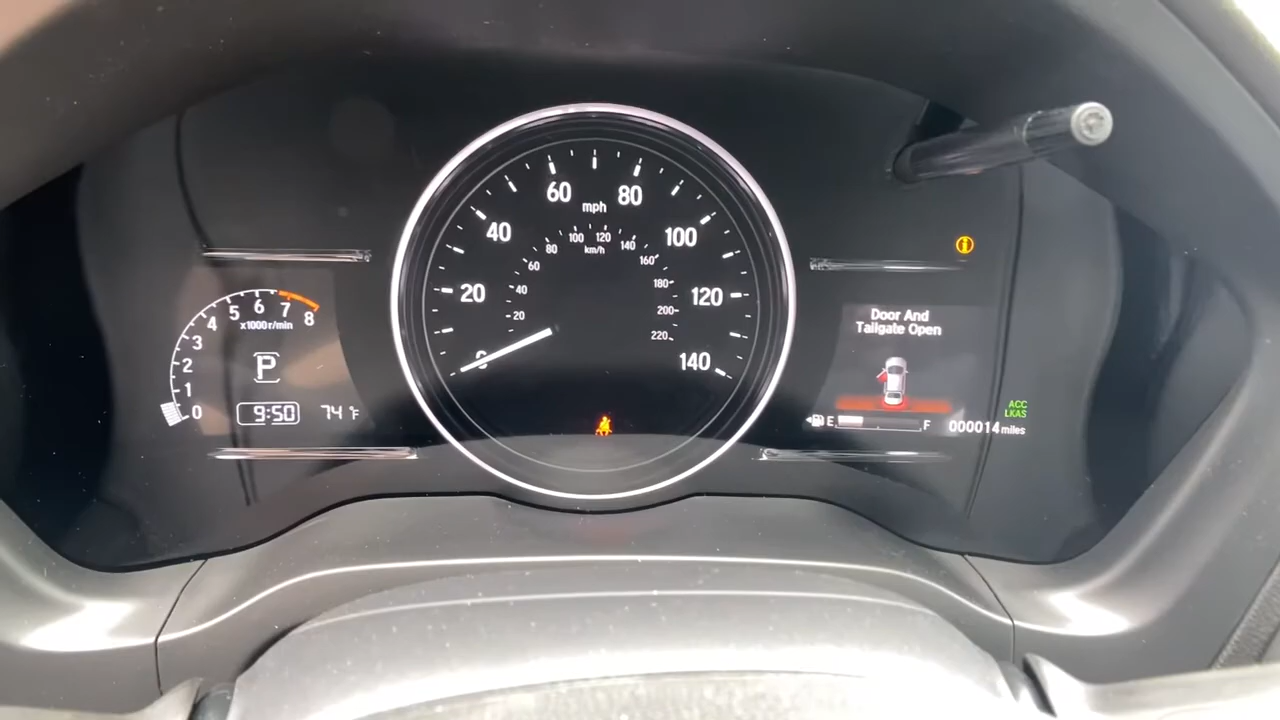 60
80
mph
40
100
100
120
80
140
km/h
60
160
180
20
40
120
200
20
220
0
140
5
6
7
4
8
x1000r/min
3
2
P
1
0
9:50
74°F
Door And
Tailgate Open
ACC
LKAS
E
F
000014 miles